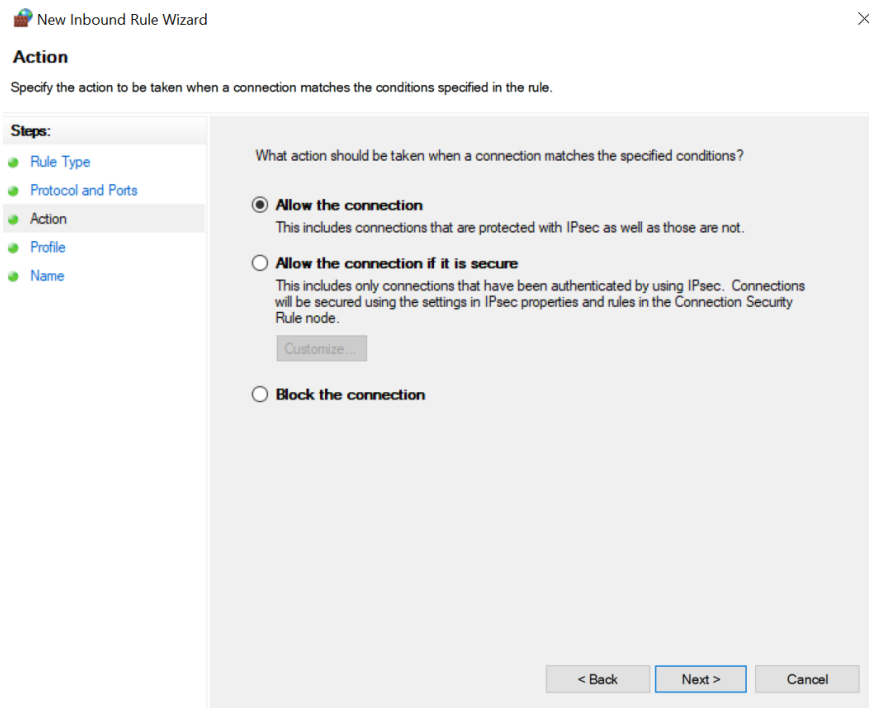 New Inbound Rule Wizard
Action
Specify the action to be taken when a connection matches the conditions specified in the rule.
Steps:
Rule Type
Protocol and Ports
Action
Profile
Name
What action should be taken when a connection matches the specified conditions?
Allow the connection
This includes connections that are protected with IPsec as well as those are not.
Allow the connection if it is secure
This includes only connections that have been authenticated by using IPsec. Connections
will be secured using the settings in IPsec properties and rules in the Connection Security
Rule node.
Customize...
Block the connection
< Back
Next >
Cancel